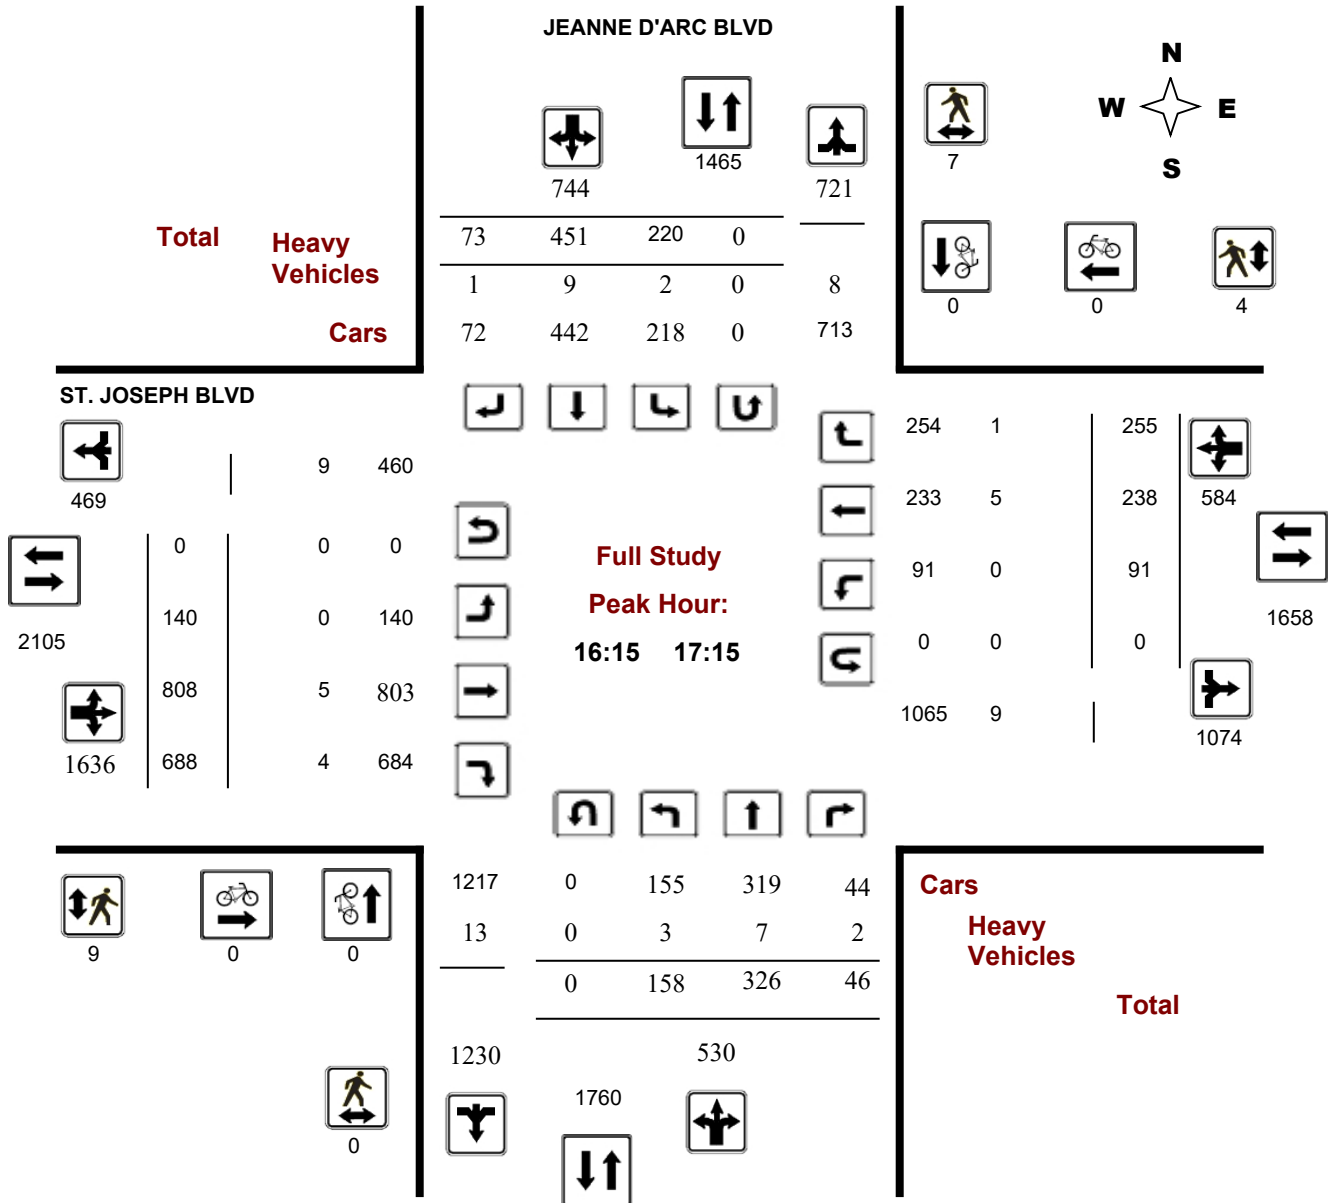 JEANNE D'ARC BLVD
N
W E
S
7
1465
744 721
Total Heavy Vehicles
73 451 220 0
1 9 2 0 8
0 0 4
Cars 72 442 218 0 713
ST. JOSEPH BLVD
254 1 255
9 460
469
233 5 238 584
0 0 0
Full Study
91 0 91
Peak Hour:
140 0 140
1658
2105
16:15 17:15
0 0 0
808 5 803
1065 9
1074
1636 688 4 684
1217 0 155 319 44 Cars
13 0 3 7 2 Heavy Vehicles
9 0 0
0 158 326 46
Total
1230 530
1760
0